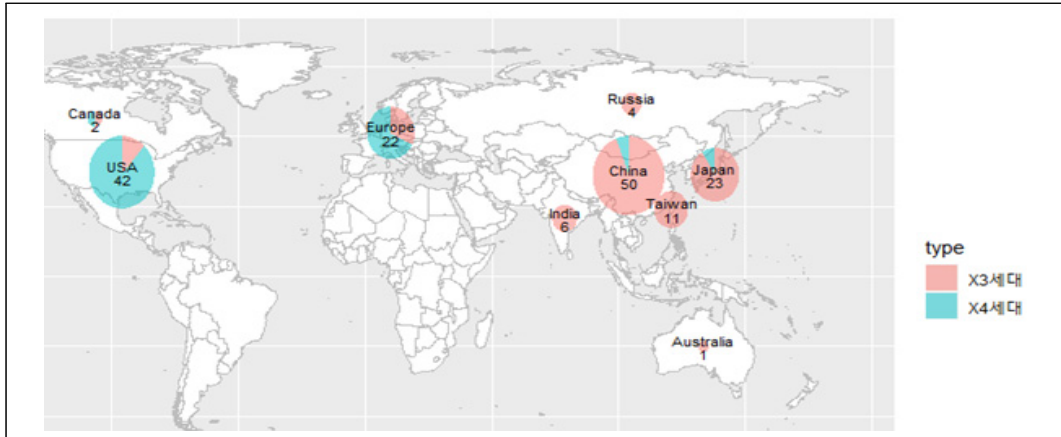 Russia
4
Canada
2
Europe
22
USA
42
China
50
Japan
23
Taiwan
11
India
6
Australia
1
type
X3세대
X4세대